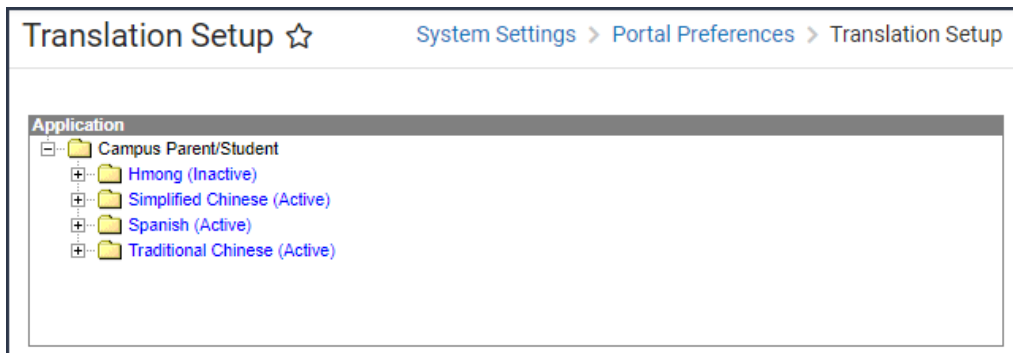 Translation Setup ☆ System Settings > Portal Preferences > Translation Setup
Application
Campus Parent/Student
Hmong (Inactive)
Simplified Chinese (Active)
Spanish (Active)
Traditional Chinese (Active)